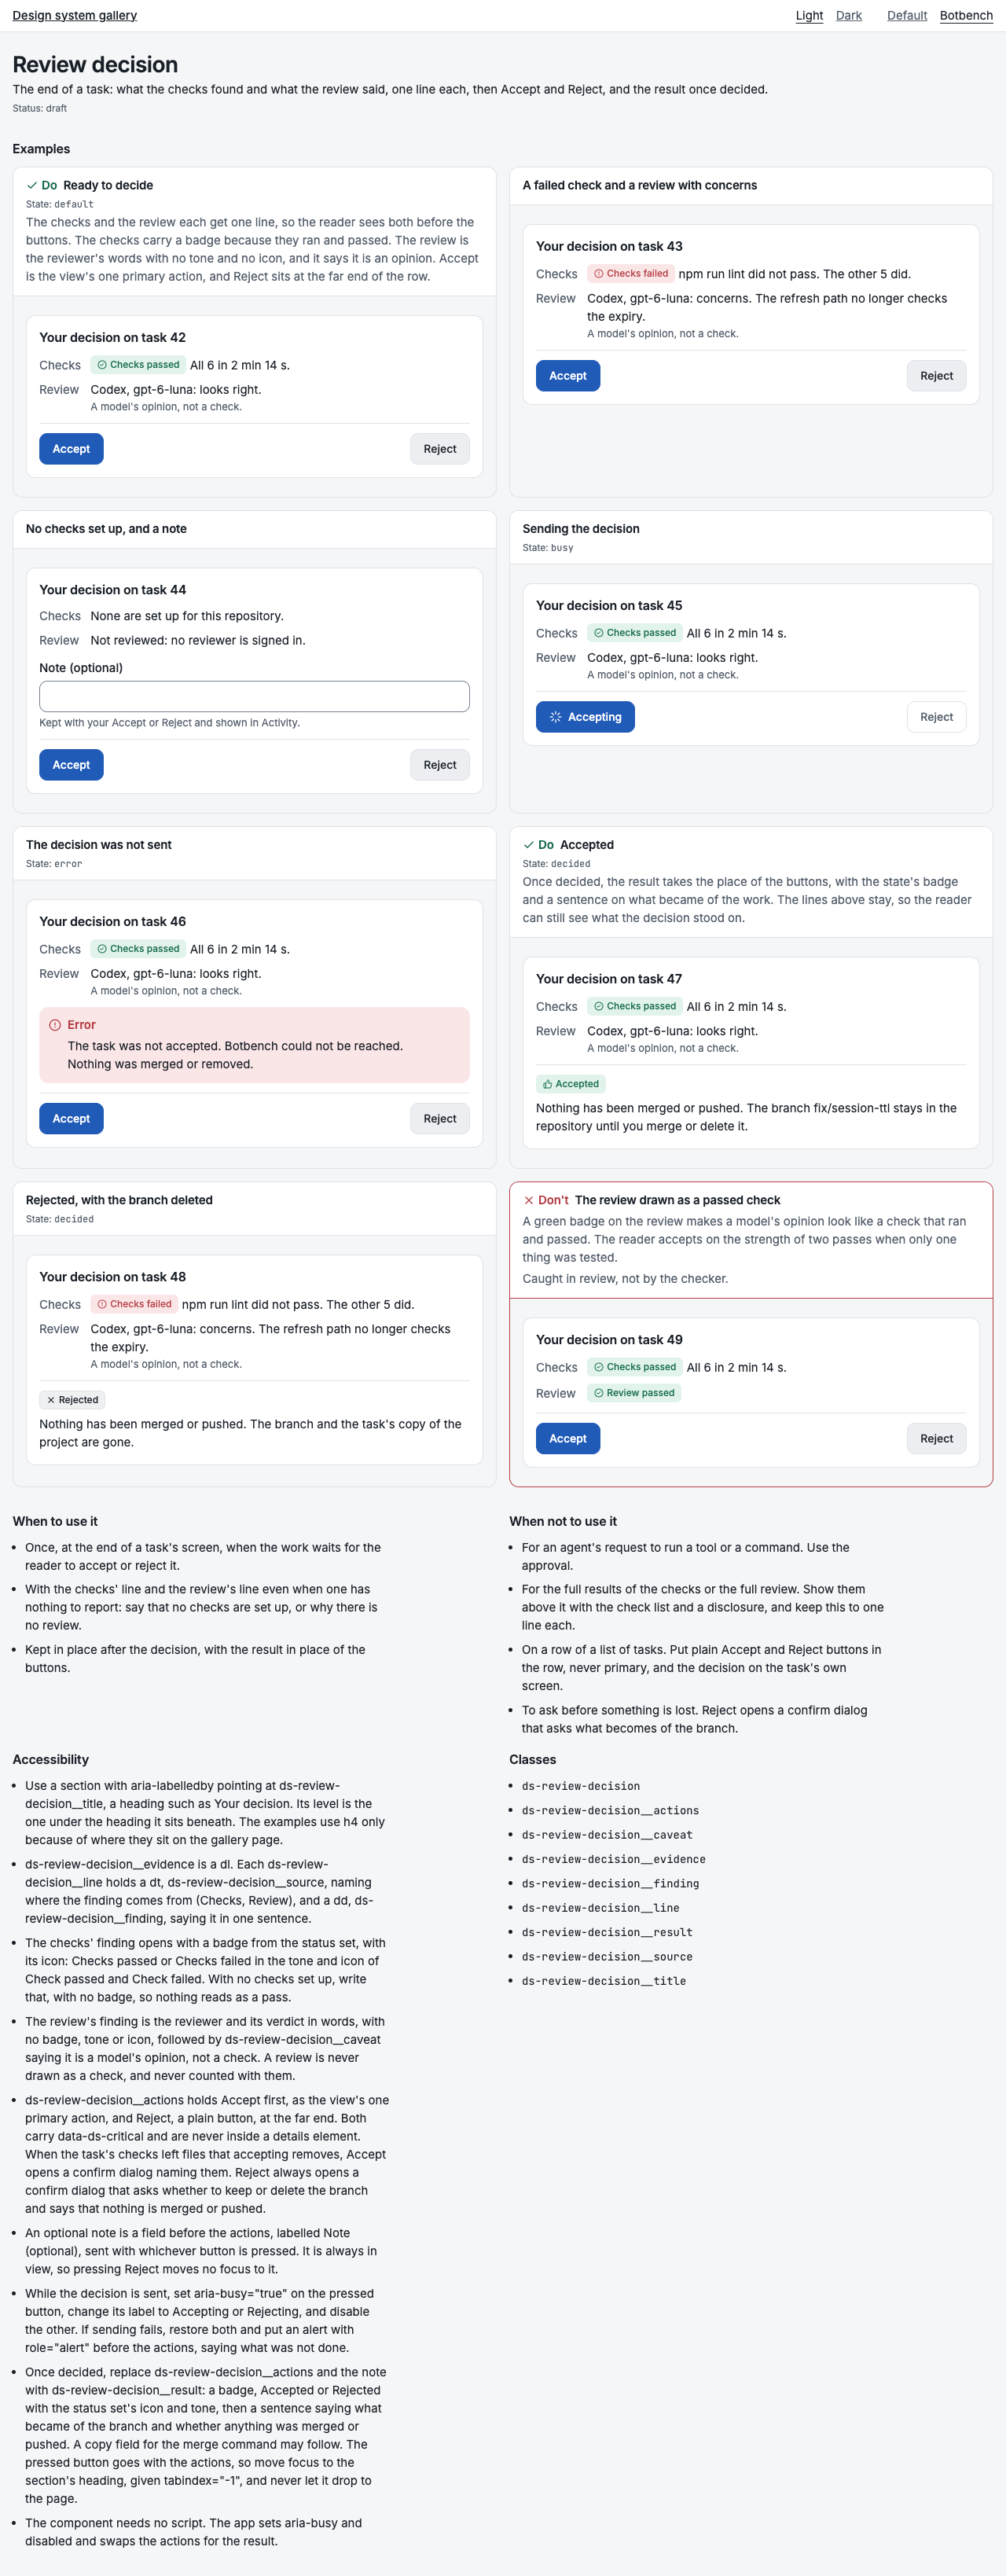 Design system gallery
Light Dark Default Botbench
Review decision
The end of a task: what the checks found and what the review said, one line each, then Accept and Reject, and the result once decided.
Status: draft
Examples
Do Ready to decide
State: default
The checks and the review each get one line, so the reader sees both before the
buttons. The checks carry a badge because they ran and passed. The review is
the reviewer's words with no tone and no icon, and it says it is an opinion. Accept
is the view's one primary action, and Reject sits at the far end of the row.
Your decision on task 42
Checks Checks passed All 6 in 2 min 14 s.
Review Codex, gpt-6-luna: looks right.
A model's opinion, not a check.
Accept Reject
A failed check and a review with concerns
Your decision on task 43
Checks Checks failed npm run lint did not pass. The other 5 did.
Review Codex, gpt-6-luna: concerns. The refresh path no longer checks
the expiry.
A model's opinion, not a check.
Accept Reject
No checks set up, and a note
Your decision on task 44
Checks None are set up for this repository.
Review Not reviewed: no reviewer is signed in.
Note (optional)
Kept with your Accept or Reject and shown in Activity.
Accept Reject
Sending the decision
State: busy
Your decision on task 45
Checks Checks passed All 6 in 2 min 14 s.
Review Codex, gpt-6-luna: looks right.
A model's opinion, not a check.
Accepting Reject
The decision was not sent
State: error
Your decision on task 46
Checks Checks passed All 6 in 2 min 14 s.
Review Codex, gpt-6-luna: looks right.
A model's opinion, not a check.
Error
The task was not accepted. Botbench could not be reached.
Nothing was merged or removed.
Accept Reject
Do Accepted
State: decided
Once decided, the result takes the place of the buttons, with the state's badge
and a sentence on what became of the work. The lines above stay, so the reader
can still see what the decision stood on.
Your decision on task 47
Checks Checks passed All 6 in 2 min 14 s.
Review Codex, gpt-6-luna: looks right.
A model's opinion, not a check.
Accepted
Nothing has been merged or pushed. The branch fix/session-ttl stays in the
repository until you merge or delete it.
Rejected, with the branch deleted
State: decided
Your decision on task 48
Checks Checks failed npm run lint did not pass. The other 5 did.
Review Codex, gpt-6-luna: concerns. The refresh path no longer checks
the expiry.
A model's opinion, not a check.
Rejected
Nothing has been merged or pushed. The branch and the task's copy of the
project are gone.
Don't The review drawn as a passed check
A green badge on the review makes a model's opinion look like a check that ran
and passed. The reader accepts on the strength of two passes when only one
thing was tested.
Caught in review, not by the checker.
Your decision on task 49
Checks Checks passed All 6 in 2 min 14 s.
Review Review passed
Accept Reject
When to use it
Once, at the end of a task's screen, when the work waits for the
reader to accept or reject it.
With the checks' line and the review's line even when one has
nothing to report: say that no checks are set up, or why there is
no review.
Kept in place after the decision, with the result in place of the
buttons.
When not to use it
For an agent's request to run a tool or a command. Use the
approval.
For the full results of the checks or the full review. Show them
above it with the check list and a disclosure, and keep this to one
line each.
On a row of a list of tasks. Put plain Accept and Reject buttons in
the row, never primary, and the decision on the task's own
screen.
To ask before something is lost. Reject opens a confirm dialog
that asks what becomes of the branch.
Accessibility
Use a section with aria-labelledby pointing at ds-review-
decision__title, a heading such as Your decision. Its level is the
one under the heading it sits beneath. The examples use h4 only
because of where they sit on the gallery page.
ds-review-decision__evidence is a dl. Each ds-review-
decision__line holds a dt, ds-review-decision__source, naming
where the finding comes from (Checks, Review), and a dd, ds-
review-decision__finding, saying it in one sentence.
The checks' finding opens with a badge from the status set, with
its icon: Checks passed or Checks failed in the tone and icon of
Check passed and Check failed. With no checks set up, write
that, with no badge, so nothing reads as a pass.
The review's finding is the reviewer and its verdict in words, with
no badge, tone or icon, followed by ds-review-decision__caveat
saying it is a model's opinion, not a check. A review is never
drawn as a check, and never counted with them.
ds-review-decision__actions holds Accept first, as the view's one
primary action, and Reject, a plain button, at the far end. Both
carry data-ds-critical and are never inside a details element.
When the task's checks left files that accepting removes, Accept
opens a confirm dialog naming them. Reject always opens a
confirm dialog that asks whether to keep or delete the branch
and says that nothing is merged or pushed.
An optional note is a field before the actions, labelled Note
(optional), sent with whichever button is pressed. It is always in
view, so pressing Reject moves no focus to it.
While the decision is sent, set aria-busy="true" on the pressed
button, change its label to Accepting or Rejecting, and disable
the other. If sending fails, restore both and put an alert with
role="alert" before the actions, saying what was not done.
Once decided, replace ds-review-decision__actions and the note
with ds-review-decision__result: a badge, Accepted or Rejected
with the status set's icon and tone, then a sentence saying what
became of the branch and whether anything was merged or
pushed. A copy field for the merge command may follow. The
pressed button goes with the actions, so move focus to the
section's heading, given tabindex="-1", and never let it drop to
the page.
The component needs no script. The app sets aria-busy and
disabled and swaps the actions for the result.
Classes
ds-review-decision
ds-review-decision__actions
ds-review-decision__caveat
ds-review-decision__evidence
ds-review-decision__finding
ds-review-decision__line
ds-review-decision__result
ds-review-decision__source
ds-review-decision__title